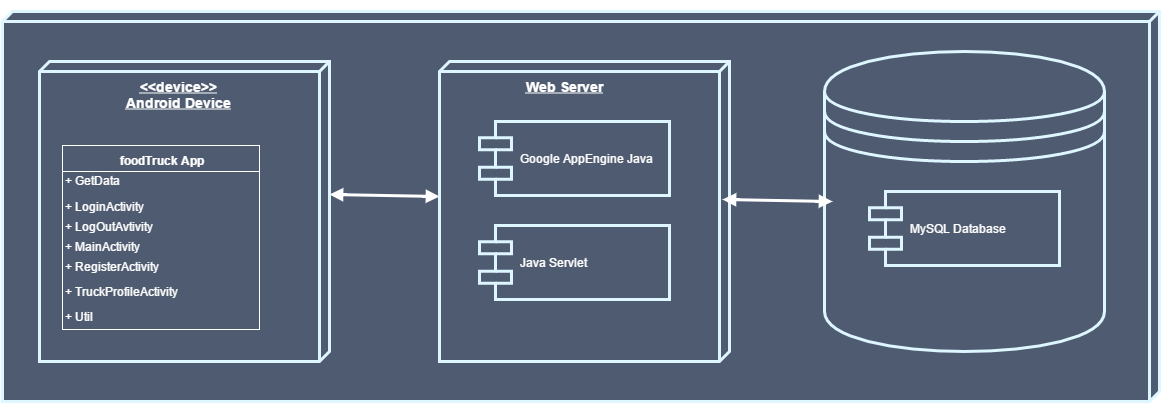 <<device>>
Android Device
foodTruck App
+ GetData
+ LoginActivity
+ LogOutAvtivity
+ MainActivity
+ RegisterActivity
+ TruckProfileActivity
+ Util
Web Server
Google AppEngine Java
Java Servlet
MySQL Database